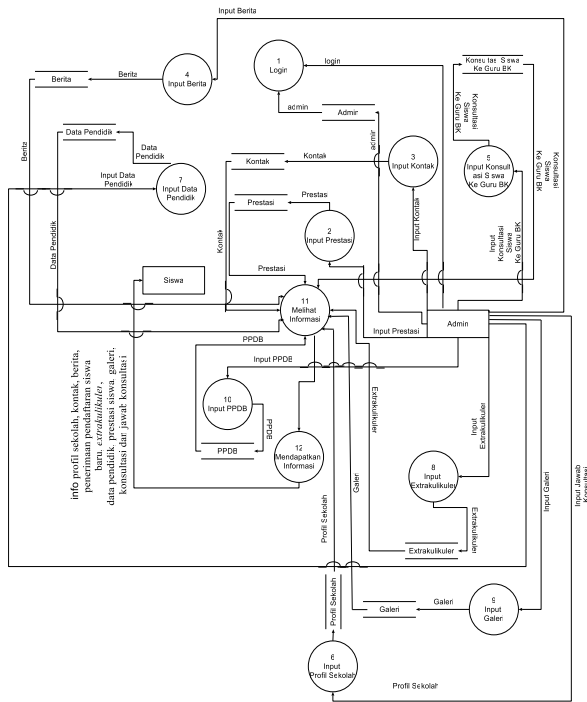 Input Berita
4
Input Berita
Berita
Berita
1
Login
login
admin
Admin
admin
Konsultasi Siswa
Ke Guru BK
Konsultasi
Siswa
Ke Guru BK
Konsultasi
Siswa
Ke Guru BK
5
Input Konsult
asi Siswa
Ke Guru BK
Input
Konsultasi
Siswa
Ke Guru BK
Data Pendidik
Data
Pendidik
Berita
Input Data
Pendidik
7
Input Data
Pendidik
Data Pendidik
Kontak
Kontak
3
Input Kontak
Input Kontak
Kontak
Prestasi
Prestas
2
Input Prestasi
Prestasi
Input Prestasi
Siswa
11
Melihat
Informasi
Admin
PPDB
Input PPDB
10
Input PPDB
PPDB
PPDB
12
Mendapatkan
Informasi
info profil sekolah, kontak, berita,
penerimaan pendaftaran siswa
baru, extrakulikuler,
data pendidik, prestasi siswa, galeri,
konsultasi dar jawab konsultasi
Extrakulikuler
Input
Extrakulikuler
8
Input
Extrakulikuler
Extrakulikuler
Extrakulikuler
Input Galeri
Input Jawab
Konsultasi
Galeri
Profil Sekolah
Profil Sekolah
Galeri
Galeri
9
Input
Galeri
6
Input
Profil Sekolah
Profil Sekolah